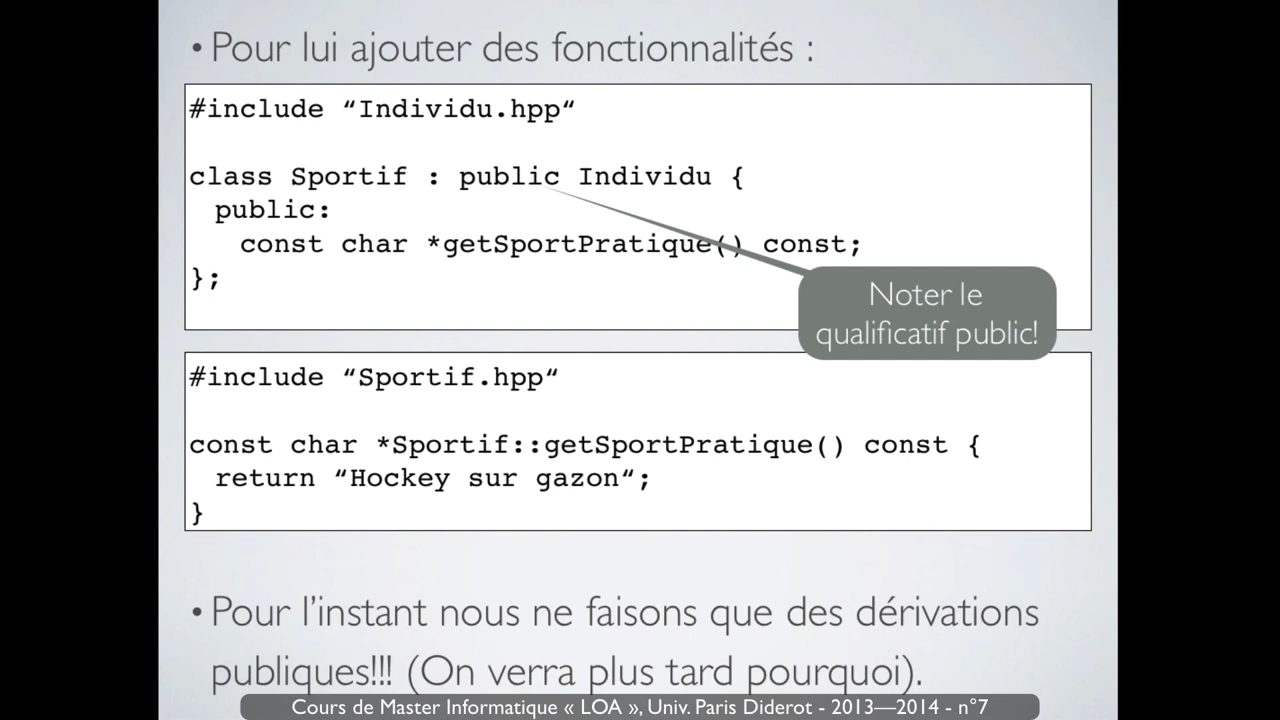 • Pour lui ajouter des fonctionnalités :
#include “Individu.hpp“
class Sportif : public Individu {
public:
const char *getSportPratique() const;
};
Noter le
qualificatif public!
#include “Sportif.hpp“
const char *Sportif::getSportPratique() const {
return “Hockey sur gazon“;
}
• Pour l’instant nous ne faisons que des dérivations
publiques!!! (On verra plus tard pourquoi).
Cours de Master Informatique « LOA », Univ. Paris Diderot - 2013—2014 - n°7